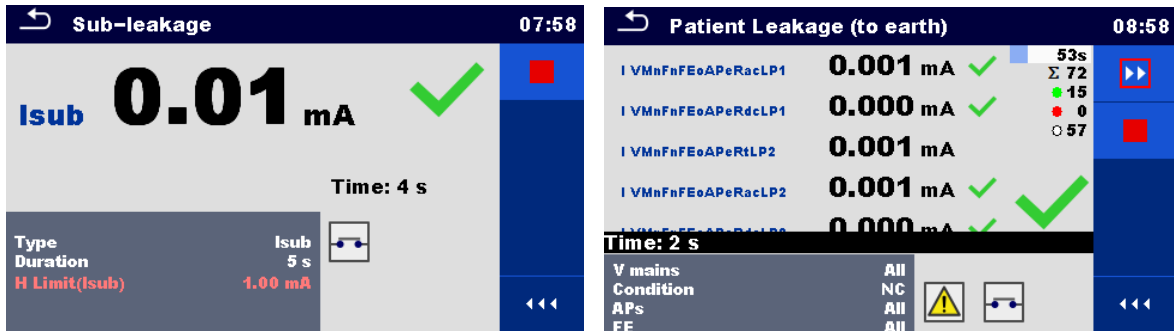 Sub-leakage 07:58
Isub 0.01 mA
Time: 4 s
Type Isub
Duration 5 s
H Limit(Isub) 1.00 mA
Patient Leakage (to earth) 08:58
I VMnFnFEoAPeRacLP1 0.001 mA
53s
Σ 72
15
I VMnFnFEoAPeRdcLP1 0.000 mA
0
57
I VMnFnFEoAPeRtLP2 0.001 mA
I VMnFnFEoAPeRacLP2 0.001 mA
0.000 mA
Time: 2 s
V mains All
Condition NC
APs All
FE All